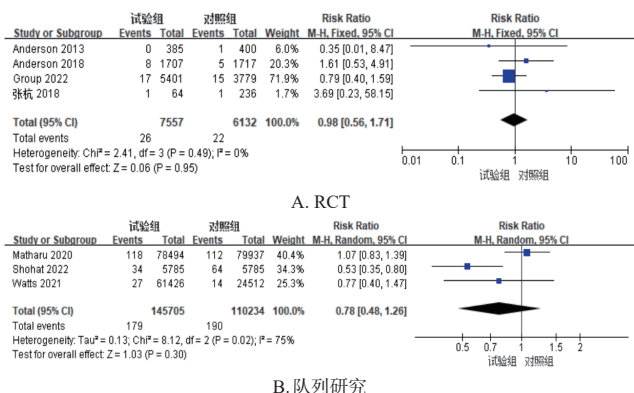 试验组 对照组 Risk Ratio Risk Ratio
Study or Subgroup Events Total Events Total Weight M-H, Fixed, 95% CI M-H, Fixed, 95% CI
Anderson 2013 0 385 1 400 6.0% 0.35 [0.01, 8.47]
Anderson 2018 8 1707 5 1717 20.3% 1.61 [0.53, 4.91]
Group 2022 17 5401 15 3779 71.9% 0.79 [0.40, 1.59]
张杭 2018 1 64 1 236 1.7% 3.69 [0.23, 58.15]
Total (95% CI) 7557 6132 100.0% 0.98 [0.56, 1.71]
Total events 26 22
Heterogeneity: Chi² = 2.41, df = 3 (P = 0.49); I² = 0%
Test for overall effect: Z = 0.06 (P = 0.95)
0.01 0.1 1 10 100
试验组 对照组
A. RCT
试验组 对照组 Risk Ratio Risk Ratio
Study or Subgroup Events Total Events Total Weight M-H, Random, 95% CI M-H, Random, 95% CI
Matharu 2020 118 78494 112 79937 40.4% 1.07 [0.83, 1.39]
Shohat 2022 34 5785 64 5785 34.3% 0.53 [0.35, 0.80]
Watts 2021 27 61426 14 24512 25.3% 0.77 [0.40, 1.47]
Total (95% CI) 145705 110234 100.0% 0.78 [0.48, 1.26]
Total events 179 190
Heterogeneity: Tau² = 0.13; Chi² = 8.12, df = 2 (P = 0.02); I² = 75%
Test for overall effect: Z = 1.03 (P = 0.30)
0.5 0.7 1 1.5 2
试验组 对照组
B. 队列研究